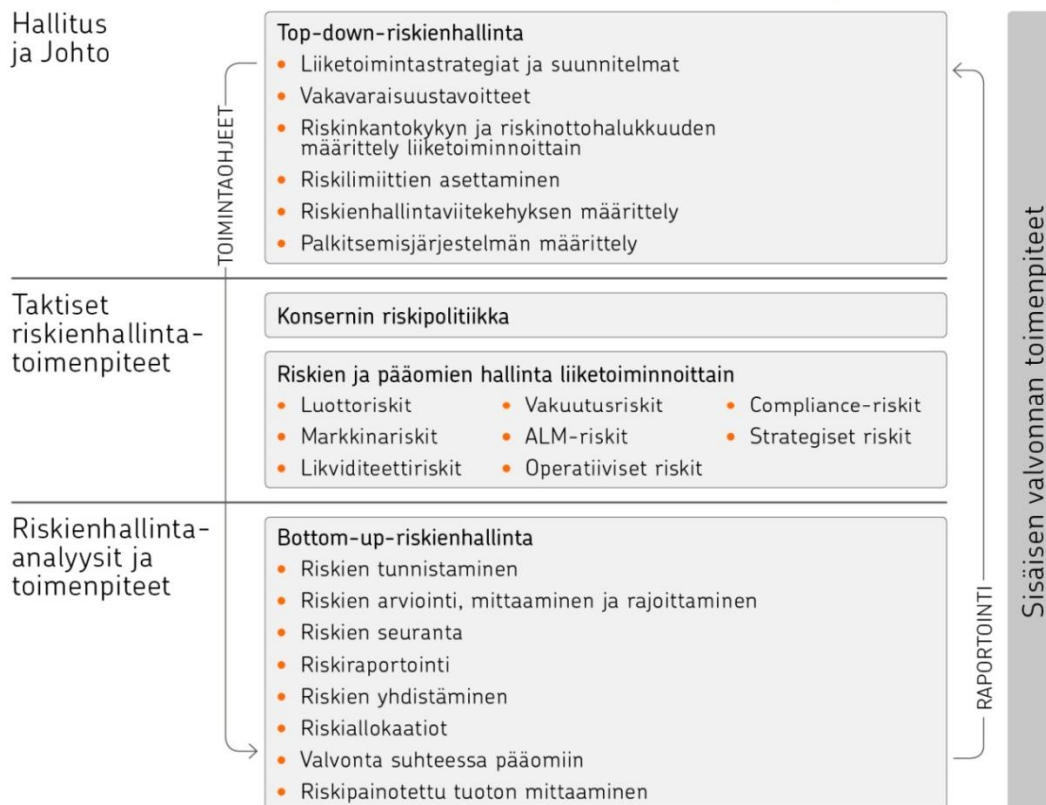 Hallitus
ja Johto
Top-down-riskienhallinta
Liiketoimintastrategiat ja suunnitelmat
Vakavaraisuustavoitteet
Riskinkantokykyn ja riskinottohalukkuuden
määrittely liiketoiminnoittain
Riskilimiittien asettaminen
Riskienhallintaviitekehyksen määrittely
Palkitsemisjärjestelmän määrittely
TOIMINTAOHJEET
Taktiset
riskienhallinta-
toimenpiteet
Konsernin riskipolitiikka
Riskien ja pääomien hallinta liiketoiminnoittain
Luottoriskit
Markkinariskit
Likviditeettiriskit
Vakuutusriskit
ALM-riskit
Operatiiviset riskit
Compliance-riskit
Strategiset riskit
Riskienhallinta-
analyysit ja
toimenpiteet
Bottom-up-riskienhallinta
Riskien tunnistaminen
Riskien arviointi, mittaaminen ja rajoittaminen
Riskien seuranta
Riskiraportointi
Riskien yhdistäminen
Riskiallokaatiot
Valvonta suhteessa pääomiin
Riskipainotettu tuoton mittaaminen
RAPORTOINTI
Sisäisen valvonnan toimenpiteet